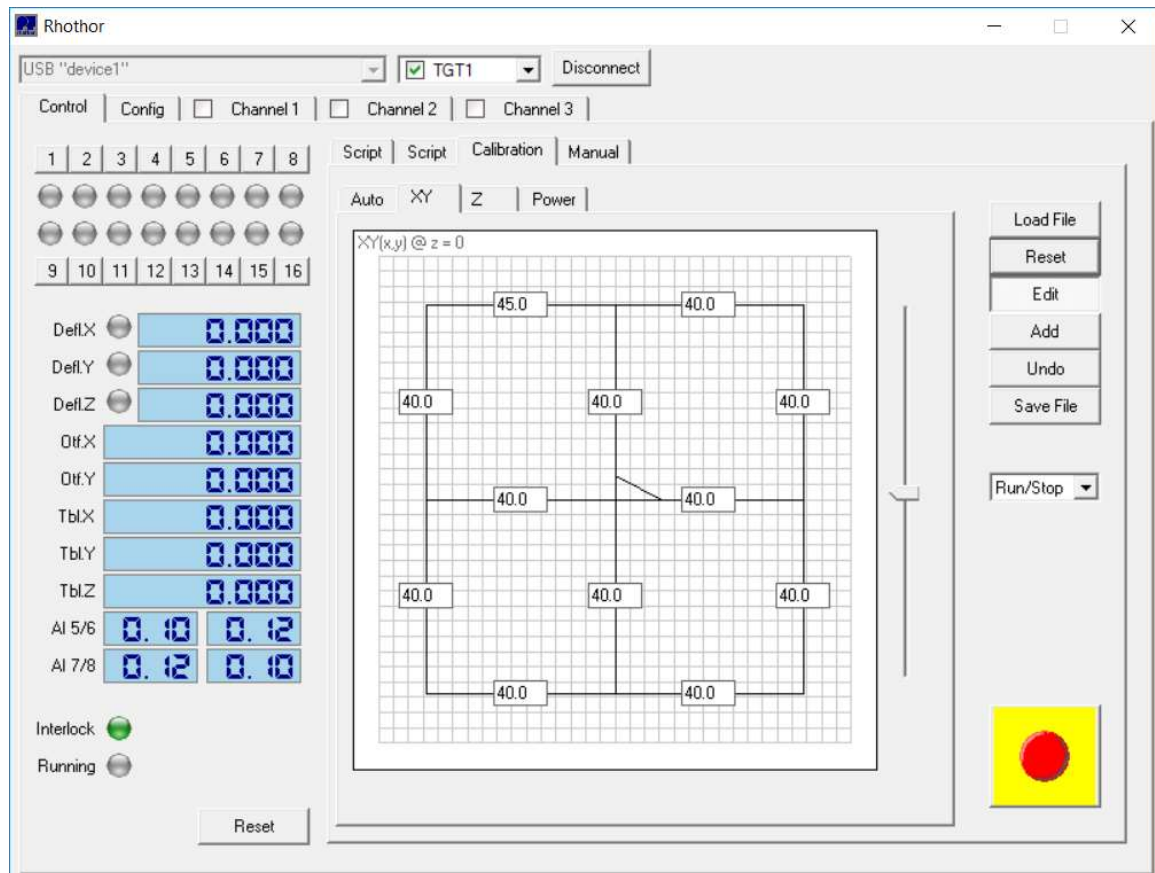 Rhothor
USB "device1" TGT1 Disconnect
Control Config Channel 1 Channel 2 Channel 3
1 2 3 4 5 6 7 8
9 10 11 12 13 14 15 16
Defl.X 0.000
Defl.Y 0.000
Defl.Z 0.000
Otf.X 0.000
Otf.Y 0.000
Tbl.X 0.000
Tbl.Y 0.000
Tbl.Z 0.000
AI 5/6 0.10 0.12
AI 7/8 0.12 0.10
Interlock
Running
Reset
Script Script Calibration Manual
Auto XY Z Power
XY(x,y) @ z = 0
45.0 40.0
40.0 40.0 40.0
40.0 40.0
40.0 40.0 40.0
40.0 40.0
Load File
Reset
Edit
Add
Undo
Save File
Run/Stop